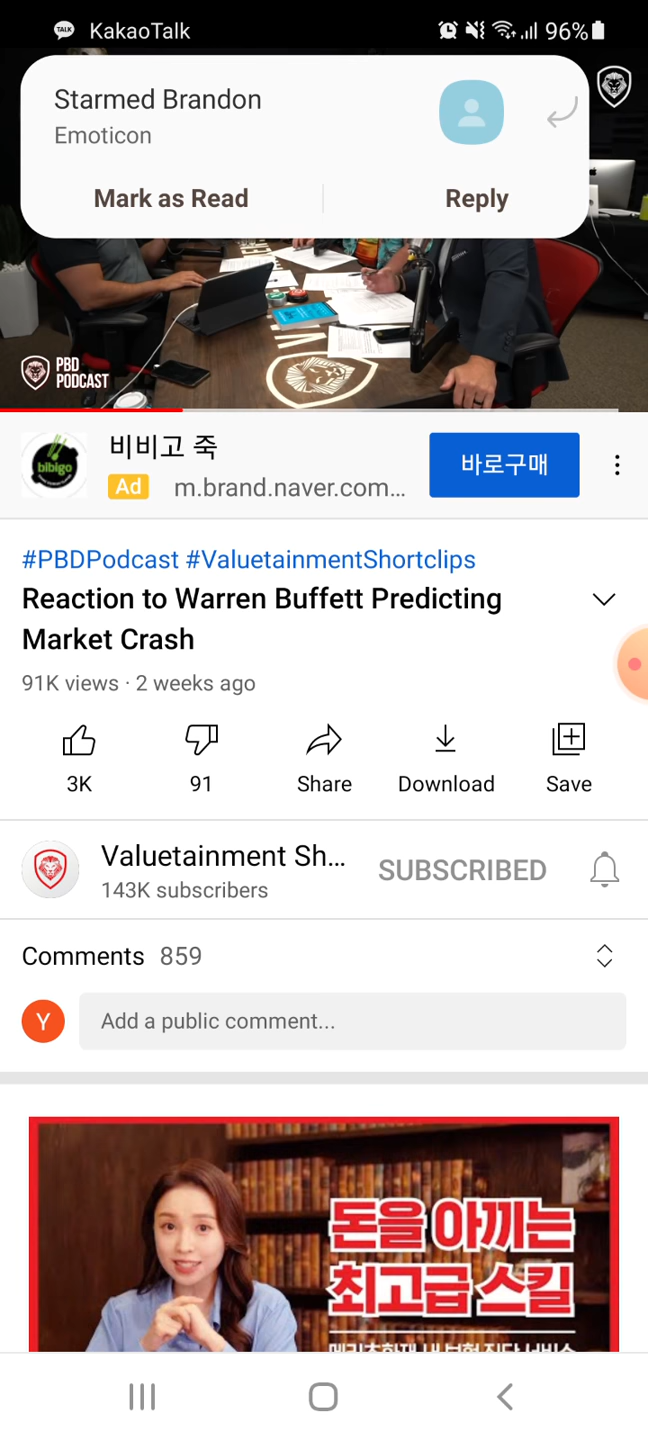 TALK KakaoTalk 96%
Starmed Brandon
Emoticon
Mark as Read Reply
PBD
PODCAST
bibigo
비비고 죽
Ad m.brand.naver.com...
바로구매
#PBDPodcast #ValuetainmentShortclips
Reaction to Warren Buffett Predicting
Market Crash
91K views · 2 weeks ago
3K 91 Share Download Save
Valuetainment Sh... SUBSCRIBED
143K subscribers
Comments 859
Y Add a public comment...
돈을 아끼는
최고급 스킬